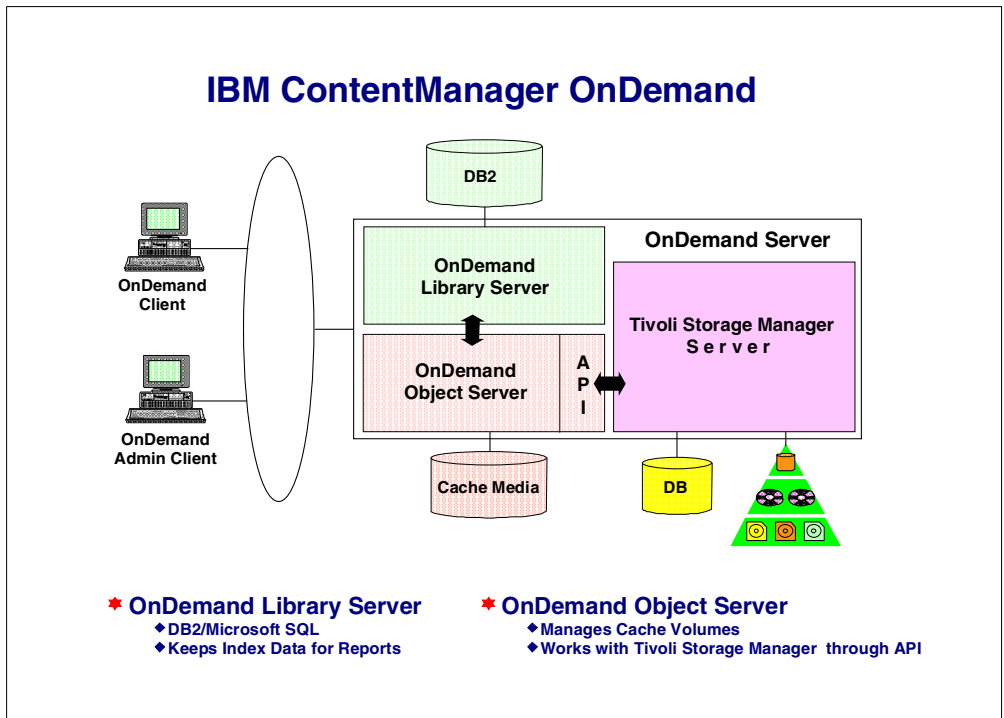 IBM ContentManager OnDemand
DB2
OnDemand Server
OnDemand
Library Server
OnDemand
Client
Tivoli Storage Manager
S e r v e r
OnDemand
Object Server
A
P
I
OnDemand
Admin Client
Cache Media
DB
OnDemand Library Server
DB2/Microsoft SQL
Keeps Index Data for Reports
OnDemand Object Server
Manages Cache Volumes
Works with Tivoli Storage Manager through API